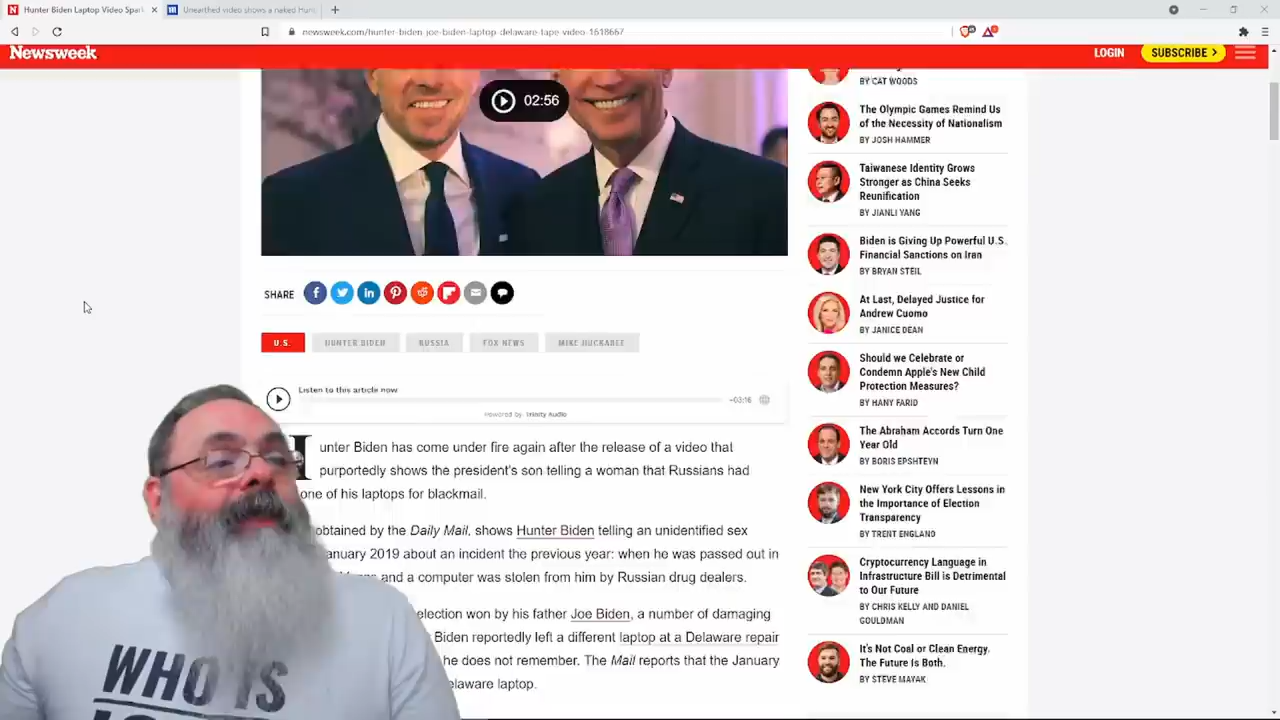 Hunter Biden Laptop Video Spar
Unearthed video shows a naked Hunt
newsweek.com/hunter-biden-joe-biden-laptop-delaware-tape-video-1618667
Newsweek
LOGIN
SUBSCRIBE >
02:56
SHARE
U.S.
HUNTER BIDEN
RUSSIA
FOX NEWS
MIKE HUCKABEE
Listen to this article now
-03:16
Powered by Trinity Audio
unter Biden has come under fire again after the release of a video that
purportedly shows the president's son telling a woman that Russians had
one of his laptops for blackmail.
obtained by the Daily Mail, shows Hunter Biden telling an unidentified sex
anuary 2019 about an incident the previous year: when he was passed out in
and a computer was stolen from him by Russian drug dealers.
election won by his father Joe Biden, a number of damaging
Biden reportedly left a different laptop at a Delaware repair
he does not remember. The Mail reports that the January
elaware laptop.
BY CAT WOODS
The Olympic Games Remind Us
of the Necessity of Nationalism
BY JOSH HAMMER
Taiwanese Identity Grows
Stronger as China Seeks
Reunification
BY JIANLI YANG
Biden is Giving Up Powerful U.S.
Financial Sanctions on Iran
BY BRYAN STEIL
At Last, Delayed Justice for
Andrew Cuomo
BY JANICE DEAN
Should we Celebrate or
Condemn Apple's New Child
Protection Measures?
BY HANY FARID
The Abraham Accords Turn One
Year Old
BY BORIS EPSHTEYN
New York City Offers Lessons in
the Importance of Election
Transparency
BY TRENT ENGLAND
Cryptocurrency Language in
Infrastructure Bill is Detrimental
to Our Future
BY CHRIS KELLY AND DANIEL
GOULDMAN
It's Not Coal or Clean Energy.
The Future Is Both.
BY STEVE MAYAK
WHO IS